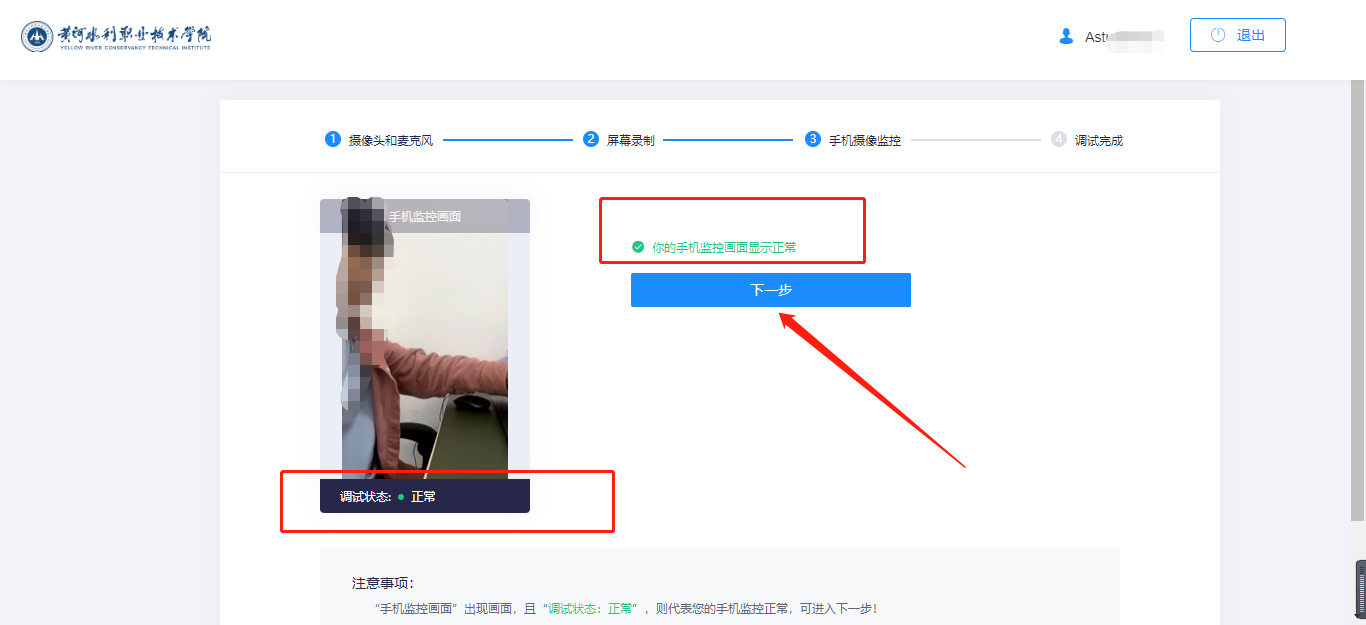 黄河水利职业技术学院
YELLOW RIVER CONSERVANCY TECHNICAL INSTITUTE
Ast
退出
1 摄像头和麦克风
2 屏幕录制
3 手机摄像监控
4 调试完成
手机监控画面
你的手机监控画面显示正常
下一步
调试状态: 正常
注意事项：
“手机监控画面”出现画面，且“调试状态：正常”，则代表您的手机监控正常，可进入下一步！